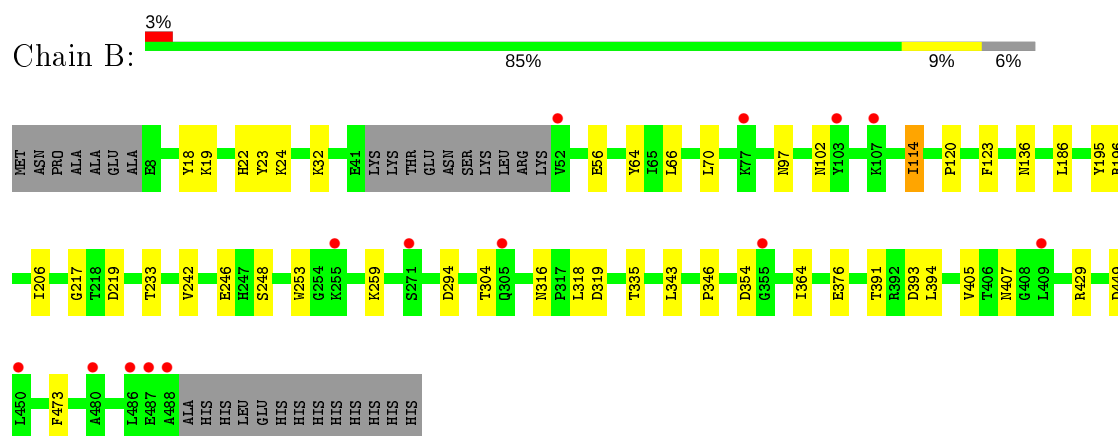 3%
Chain B:
85% 9% 6%
MET ASN PRO ALA ALA GLU ALA E8 Y18 K19 H22 Y23 K24 K32 E41 LYS LYS THR GLU ASN SER LYS LEU ARG LYS V52 E56 Y64 I65 L66 L70 K77 N97 N102 Y103 K107 I114 P120 F123 N136 L186 Y195 R196
I206 G217 T218 D219 T233 V242 E246 H247 S248 W253 G254 K255 K259 S271 D294 T304 Q305 N316 P317 L318 D319 T335 L343 P346 D354 G355 I364 E376 T391 R392 D393 L394 V405 T406 N407 G408 L409 R429
L450 F473 A480 L486 E487 A488 ALA HIS HIS LEU GLU HIS HIS HIS HIS HIS HIS HIS HIS